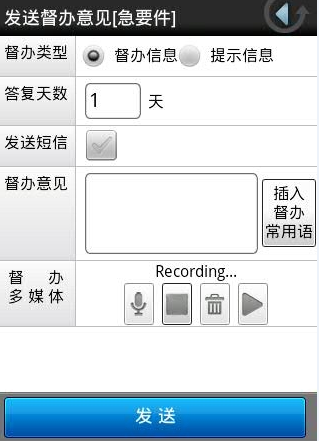 发送督办意见[急要件]
督办类型 督办信息 提示信息
答复天数 1 天
发送短信
督办意见
插入
督办
常用语
督 办
多媒体
Recording...
发送